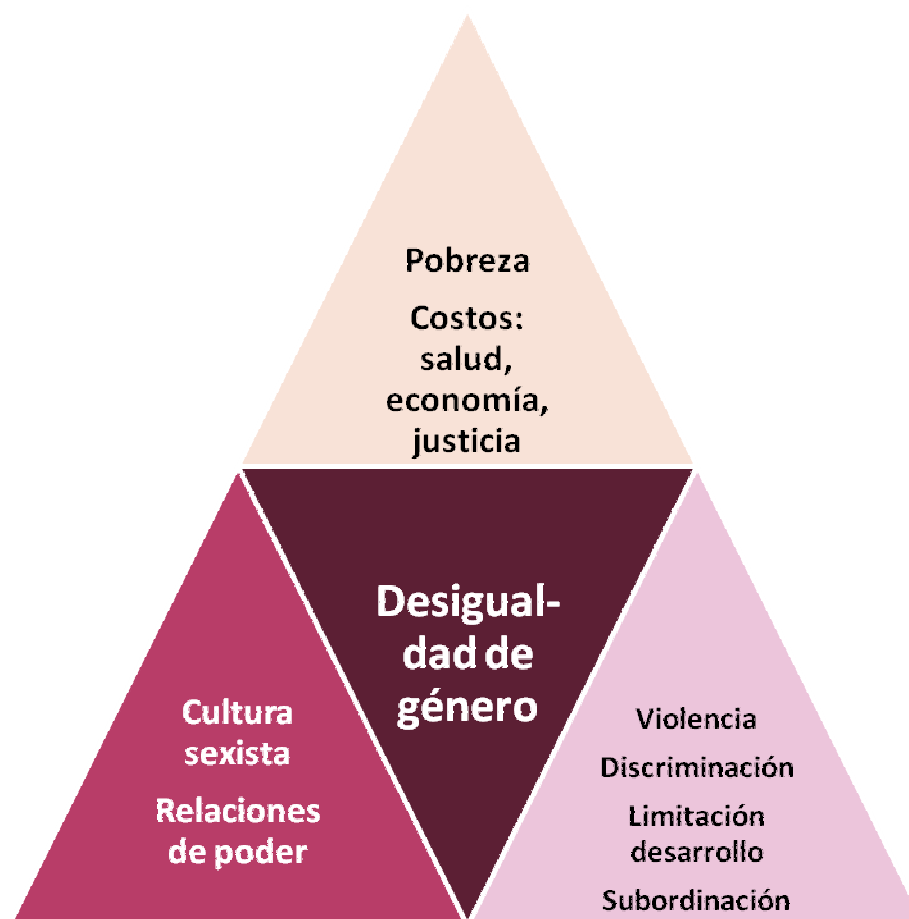 Pobreza
Costos:
salud,
economía,
justicia
Desigual-
dad de
género
Cultura
sexista
Relaciones
de poder
Violencia
Discriminación
Limitación
desarrollo
Subordinación